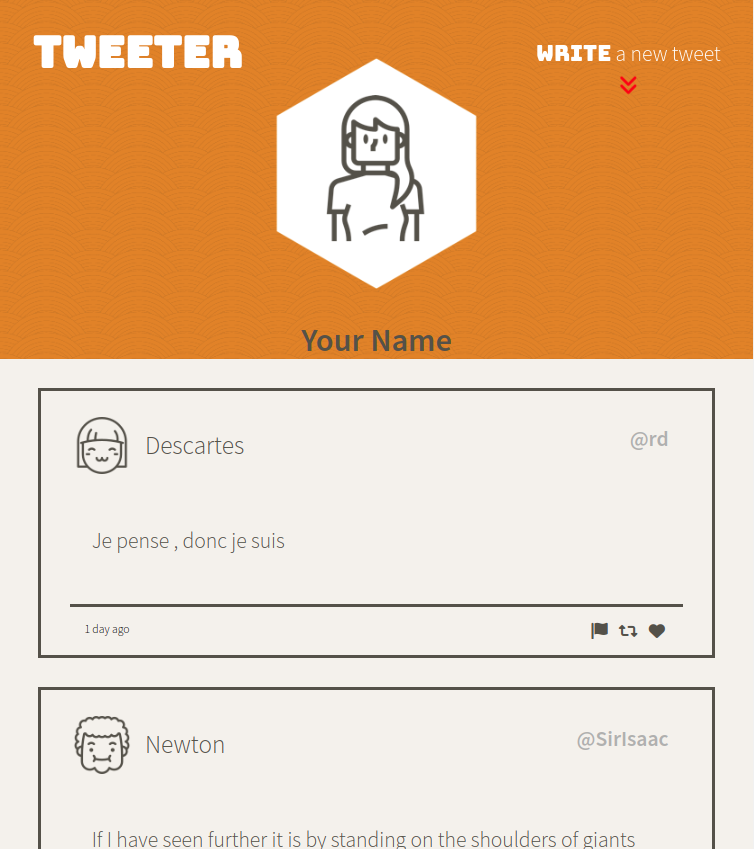 TWEETER
WRITE a new tweet
Your Name
Descartes
@rd
Je pense , donc je suis
1 day ago
Newton
@SirIsaac
If I have seen further it is by standing on the shoulders of giants